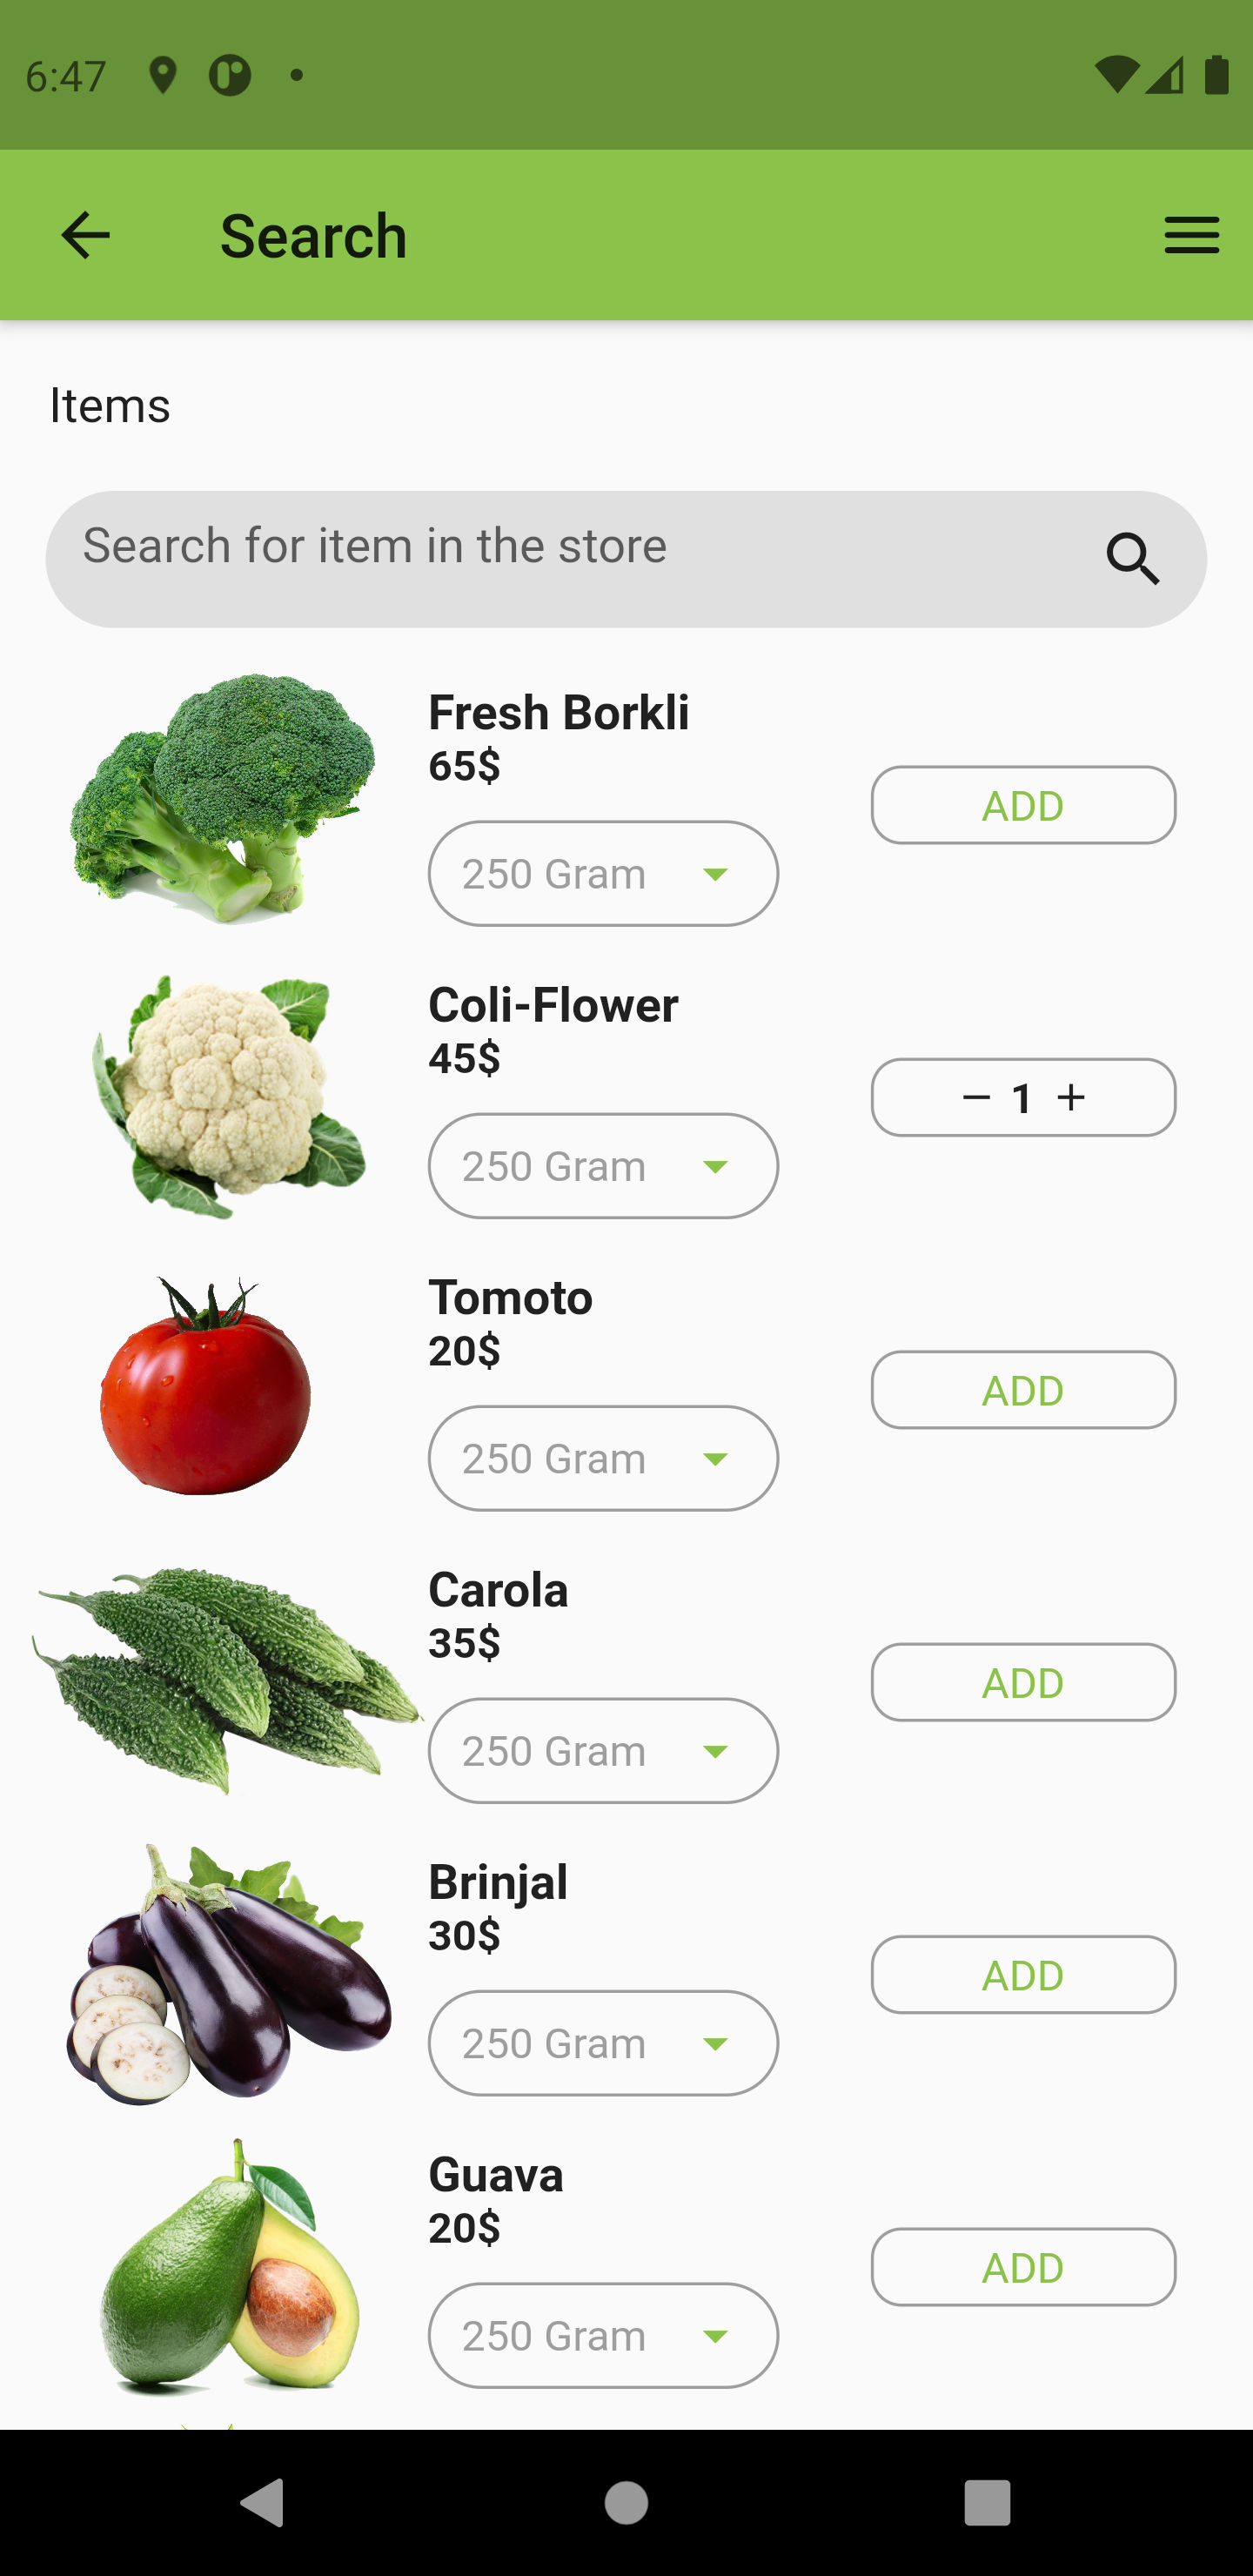 6:47
Search
Items
Search for item in the store
Fresh Borkli
65$
ADD
250 Gram
Coli-Flower
45$
1
250 Gram
Tomoto
20$
ADD
250 Gram
Carola
35$
ADD
250 Gram
Brinjal
30$
ADD
250 Gram
Guava
20$
ADD
250 Gram